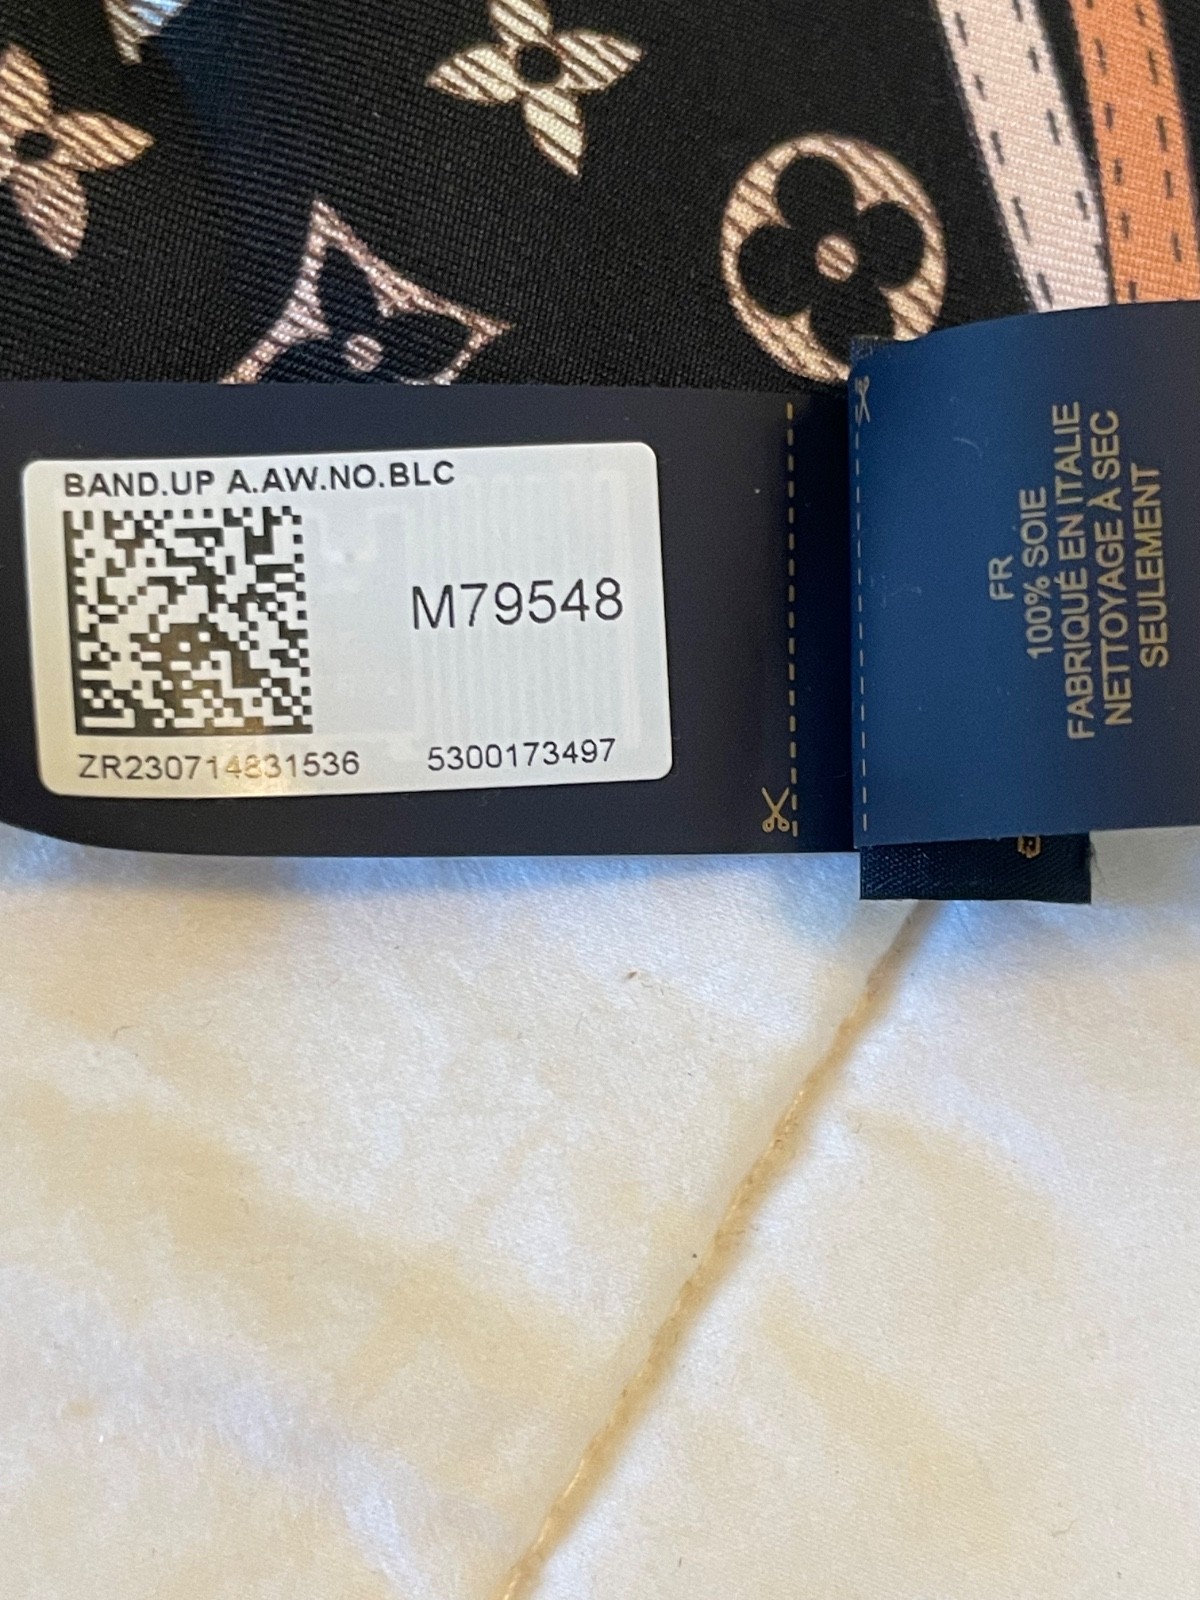 BAND.UP A.AW.NO.BLC
M79548
ZR230714831536 5300173497
FR
100% SOIE
FABRIQUÉ EN ITALIE
NETTOYAGE À SEC
SEULEMENT